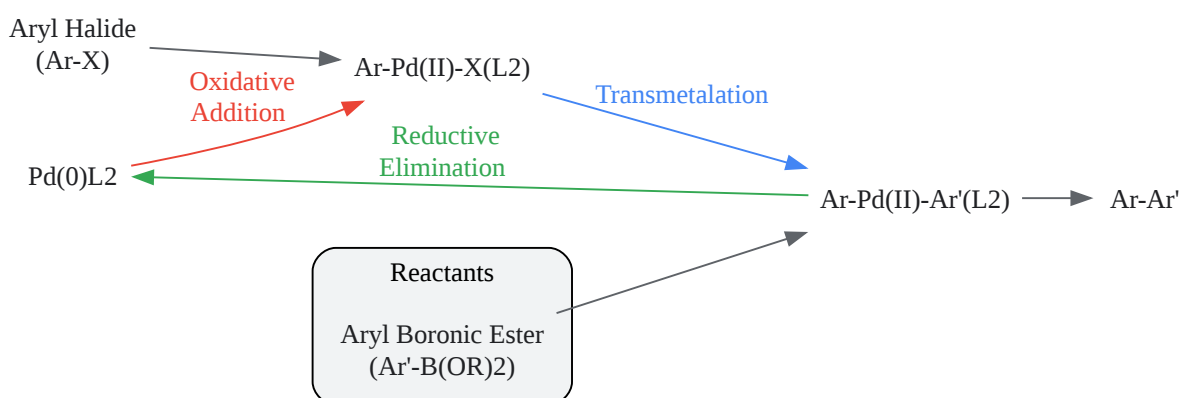 Aryl Halide
(Ar-X)
Ar-Pd(II)-X(L2)
Oxidative
Addition
Transmetalation
Reductive
Elimination
Pd(0)L2
Ar-Pd(II)-Ar'(L2)
Ar-Ar'
Reactants
Aryl Boronic Ester
(Ar'-B(OR)2)